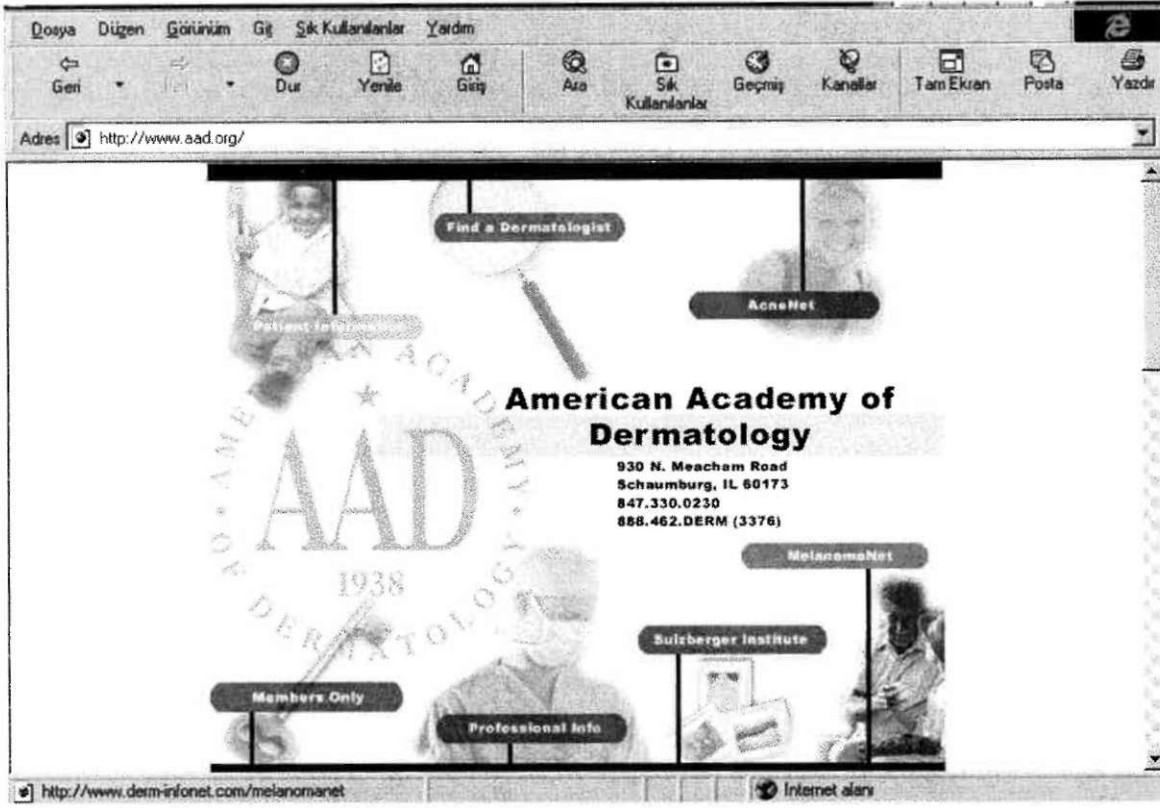 Dosya Düzen Görünüm Git Sık Kullanılanlar Yardım
Geri Dur Yenile Giriş Ara Sık Kullanılanlar Geçmiş Kanallar Tam Ekran Posta Yazdır
Adres http://www.aad.org/
Find a Dermatologist
AcneNet
Patient Information
AMERICAN ACADEMY OF DERMATOLOGY
AAD
1938
American Academy of
Dermatology
930 N. Meacham Road
Schaumburg, IL 60173
847.330.0230
888.462.DERM (3376)
MelanomaNet
Sulzberger Institute
Members Only
Professional Info
http://www.derm-infonet.com/melanomanet Internet alanı